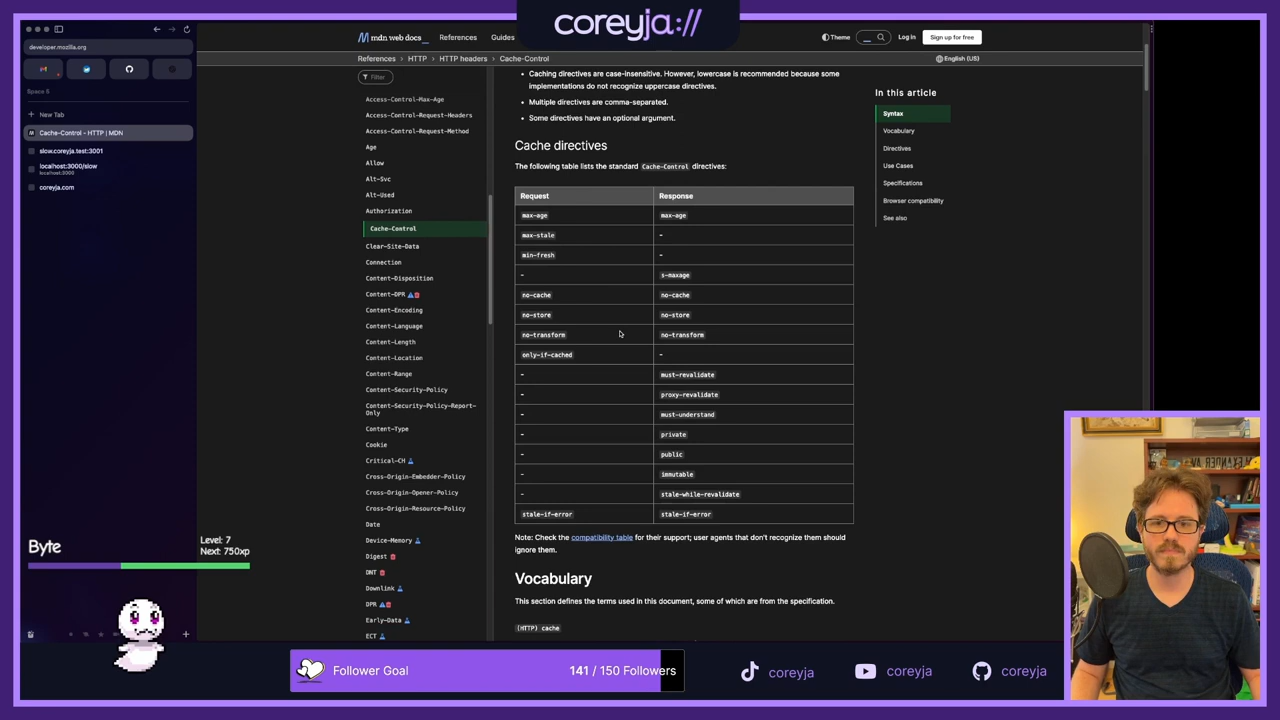 coreyja://
developer.mozilla.org
Space 5
New Tab
Cache-Control - HTTP | MDN
slow.coreyja.test:3001
localhost:3000/slow
localhost:3000
coreyja.com
mdn web docs_
References
Guides
Theme
Log in
Sign up for free
References > HTTP > HTTP headers > Cache-Control
English (US)
Filter
Access-Control-Max-Age
Access-Control-Request-Headers
Access-Control-Request-Method
Age
Allow
Alt-Svc
Alt-Used
Authorization
Cache-Control
Clear-Site-Data
Connection
Content-Disposition
Content-DPR
Content-Encoding
Content-Language
Content-Length
Content-Location
Content-Range
Content-Security-Policy
Content-Security-Policy-Report-
Only
Content-Type
Cookie
Critical-CH
Cross-Origin-Embedder-Policy
Cross-Origin-Opener-Policy
Cross-Origin-Resource-Policy
Date
Device-Memory
Digest
DNT
Downlink
DPR
Early-Data
ECT
• Caching directives are case-insensitive. However, lowercase is recommended because some
implementations do not recognize uppercase directives.
• Multiple directives are comma-separated.
• Some directives have an optional argument.
Cache directives
The following table lists the standard Cache-Control directives:
Request Response
max-age max-age
max-stale -
min-fresh -
- s-maxage
no-cache no-cache
no-store no-store
no-transform no-transform
only-if-cached -
- must-revalidate
- proxy-revalidate
- must-understand
- private
- public
- immutable
- stale-while-revalidate
stale-if-error stale-if-error
Note: Check the compatibility table for their support; user agents that don't recognize them should
ignore them.
Vocabulary
This section defines the terms used in this document, some of which are from the specification.
(HTTP) cache
In this article
Syntax
Vocabulary
Directives
Use Cases
Specifications
Browser compatibility
See also
Byte
Level: 7
Next: 750xp
Follower Goal
141 / 150 Followers
coreyja
coreyja
coreyja